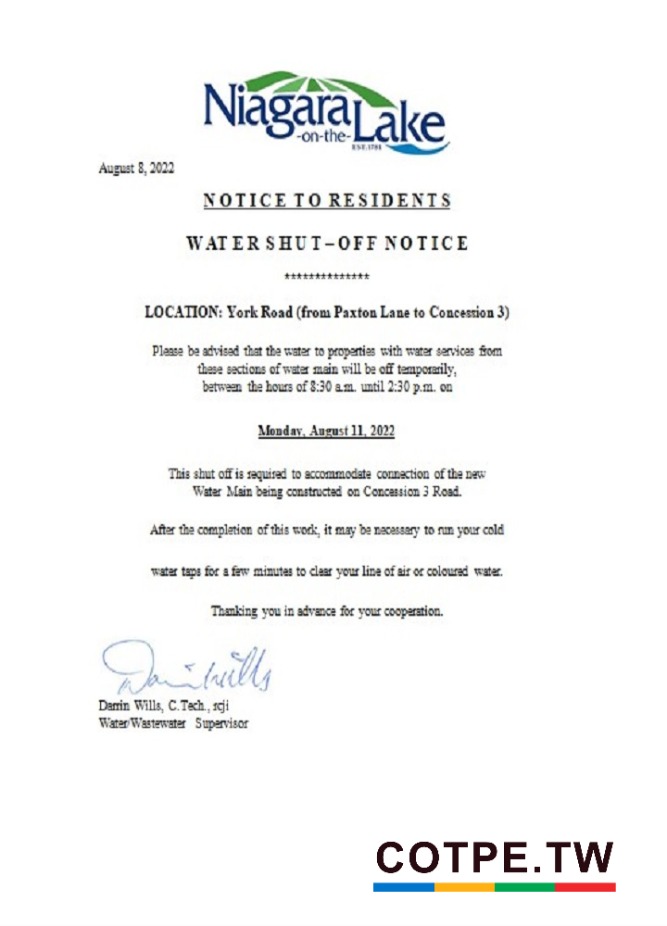 Niagara
-on-the-
Lake
EST.1781
August 8, 2022
NOTICE TO RESIDENTS
WATER SHUT-OFF NOTICE
**************
LOCATION: York Road (from Paxton Lane to Concession 3)
Please be advised that the water to properties with water services from
these sections of water main will be off temporarily,
between the hours of 8:30 a.m. until 2:30 p.m. on
Monday, August 11, 2022
This shut off is required to accommodate connection of the new
Water Main being constructed on Concession 3 Road.
After the completion of this work, it may be necessary to run your cold
water taps for a few minutes to clear your line of air or coloured water.
Thanking you in advance for your cooperation.
Darrin Wills
Darrin Wills, C.Tech., rcji
Water/Wastewater Supervisor
COTPE.TW